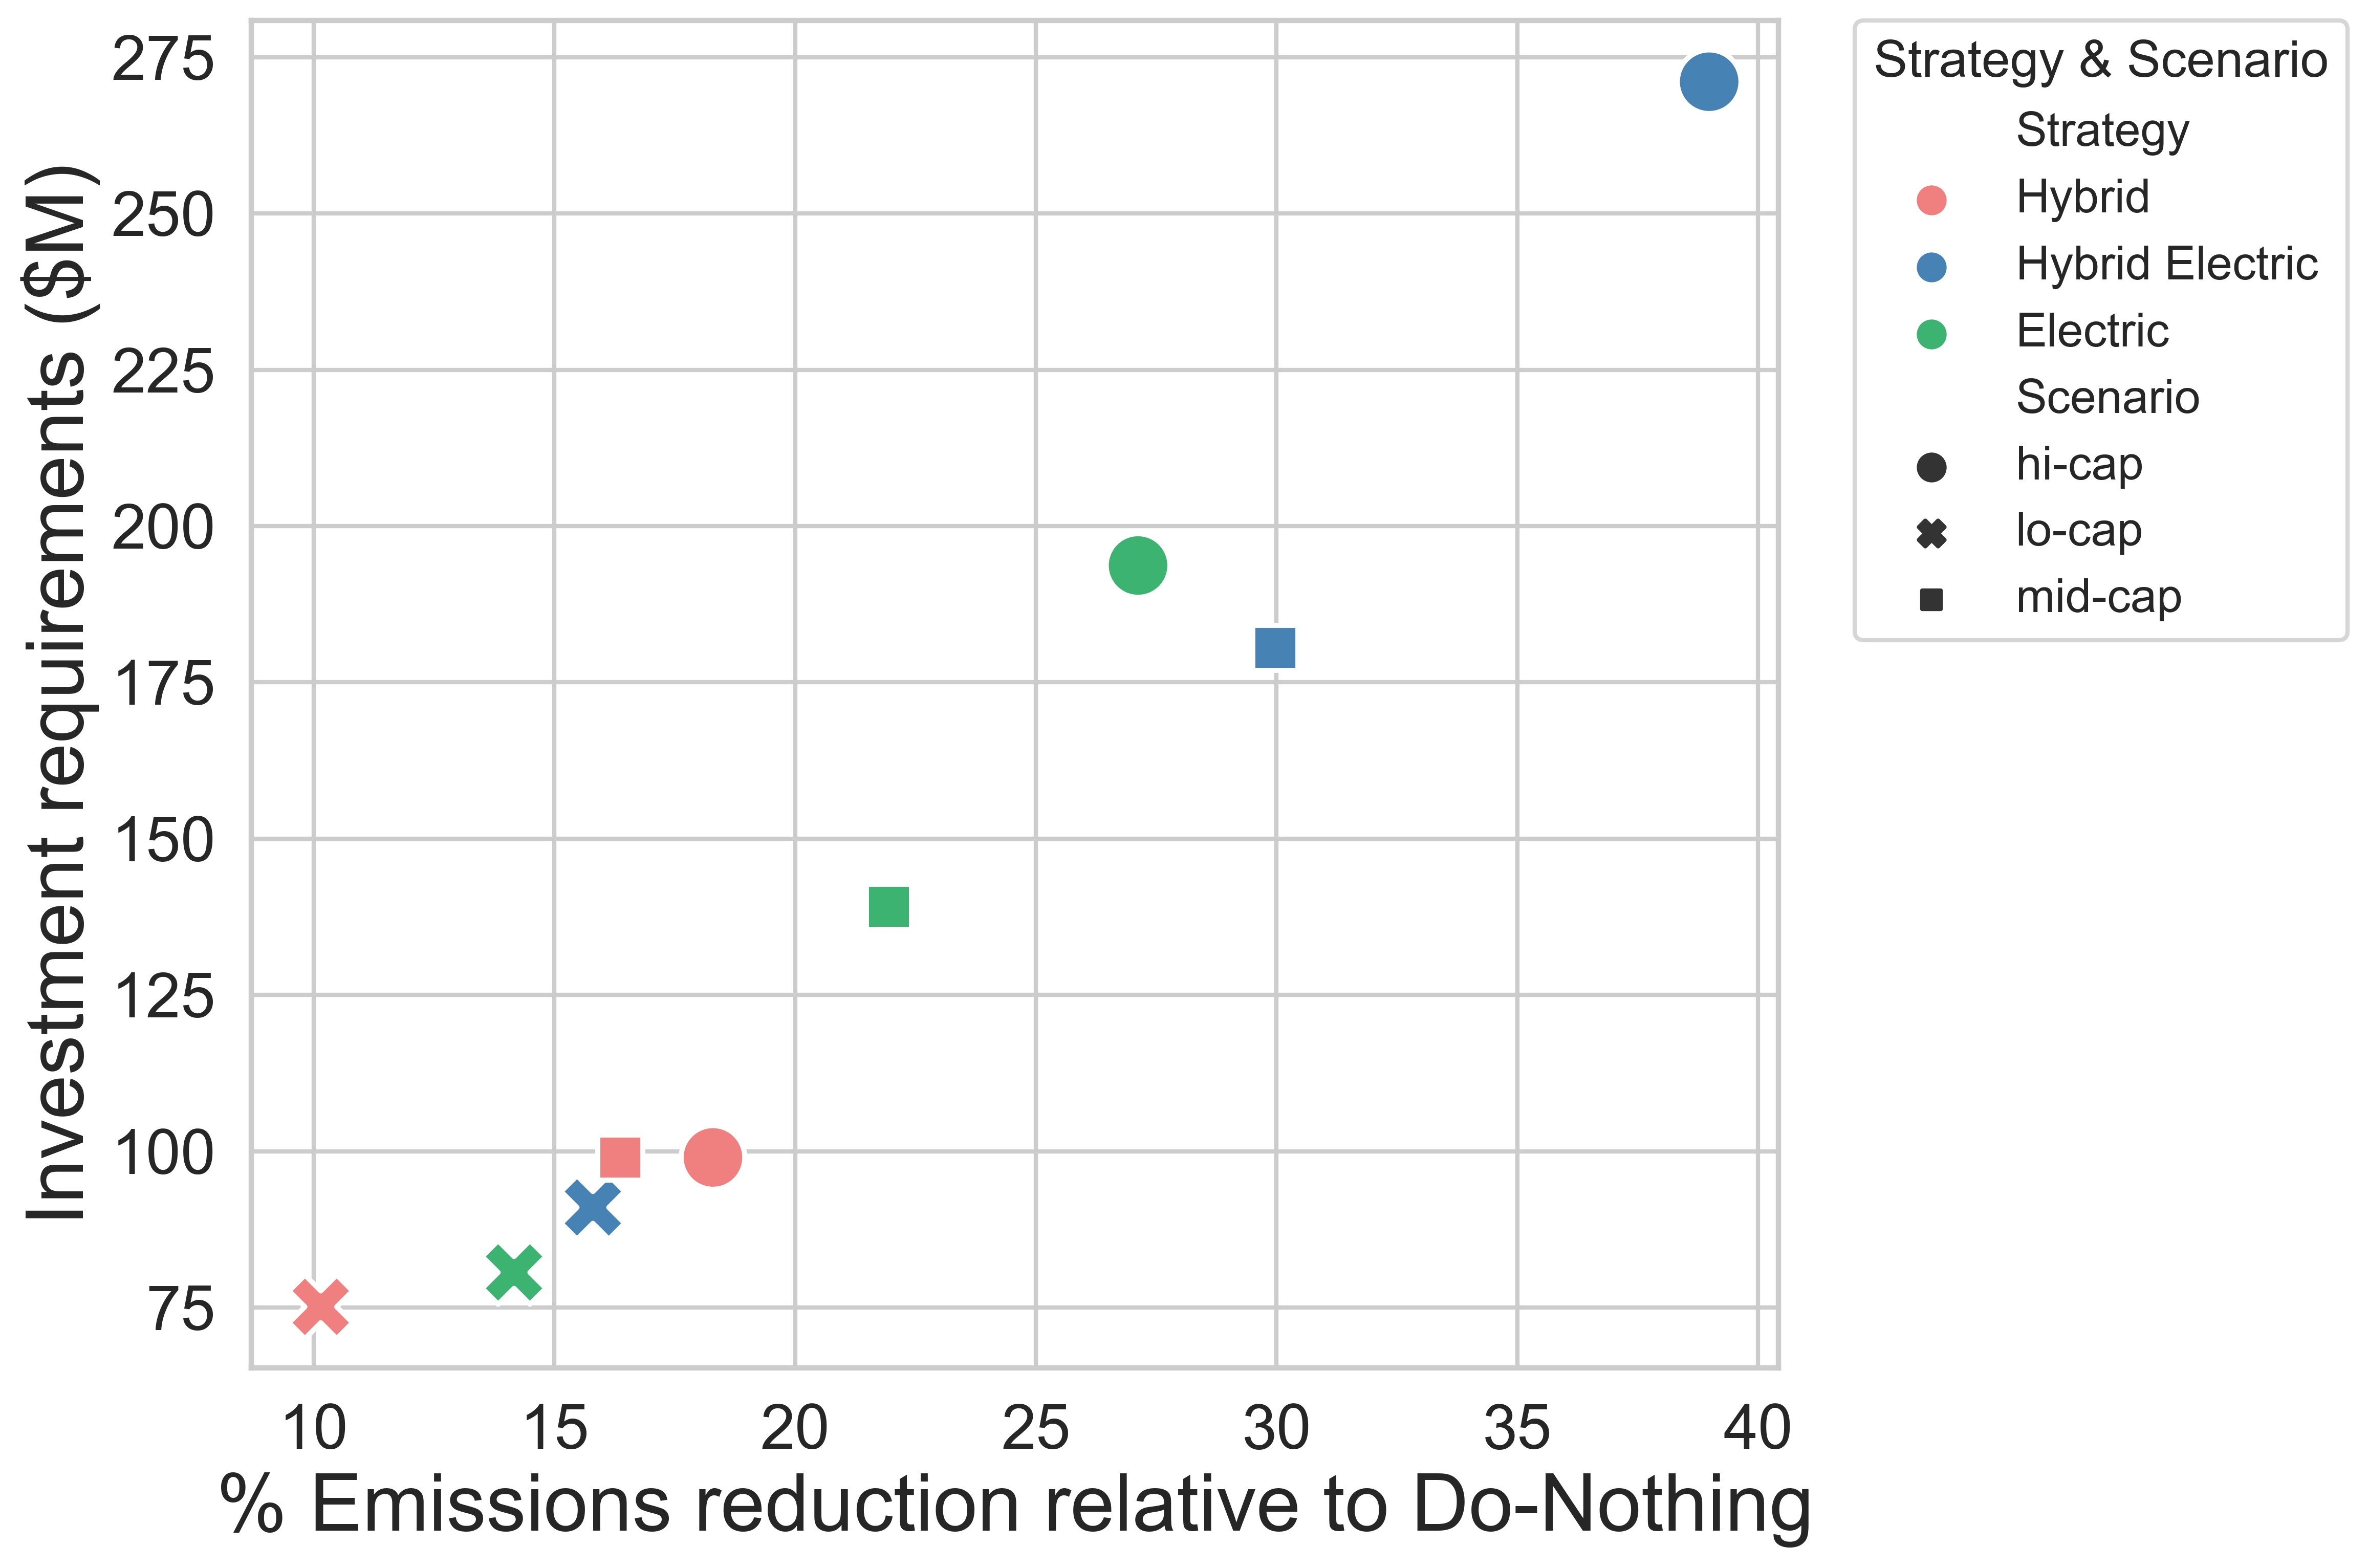 275
250
225
200
175
150
125
100
75
Investment requirements ($M)
10 15 20 25 30 35 40
% Emissions reduction relative to Do-Nothing
Strategy & Scenario
Strategy
Hybrid
Hybrid Electric
Electric
Scenario
hi-cap
lo-cap
mid-cap